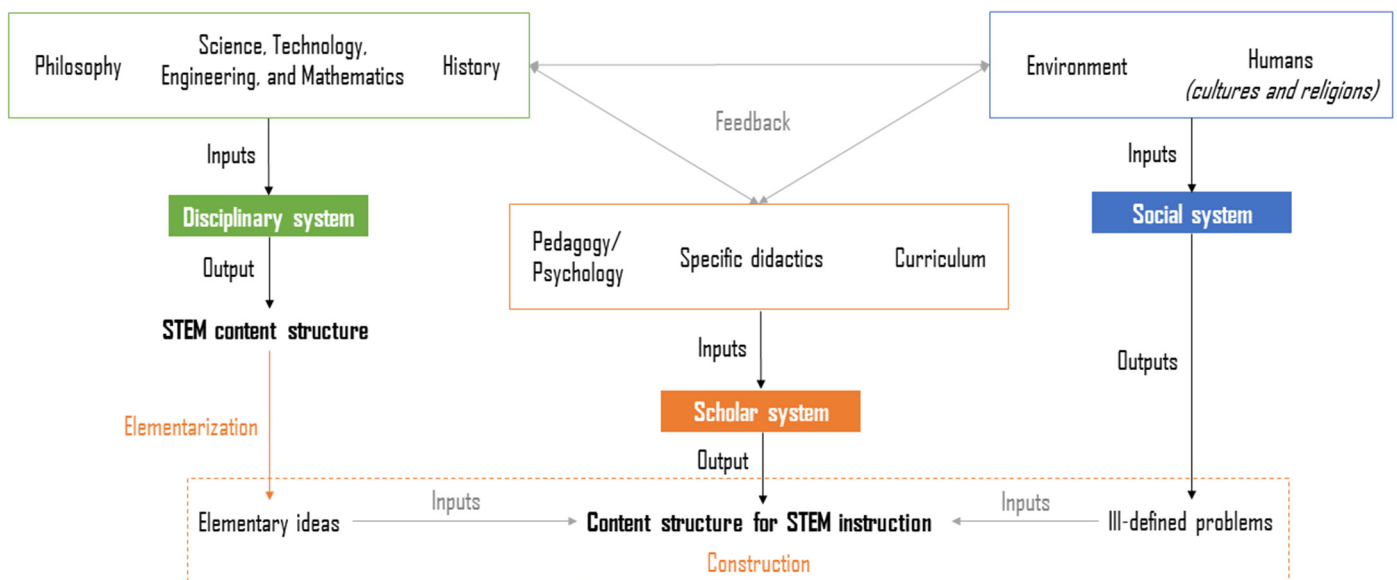 Philosophy
Science, Technology,
Engineering, and Mathematics
History
Environment
Humans
(cultures and religions)
Feedback
Inputs
Inputs
Disciplinary system
Social system
Pedagogy/
Psychology
Specific didactics
Curriculum
Output
STEM content structure
Inputs
Outputs
Elementarization
Scholar system
Output
Elementary ideas
Inputs
Content structure for STEM instruction
Inputs
Ill-defined problems
Construction